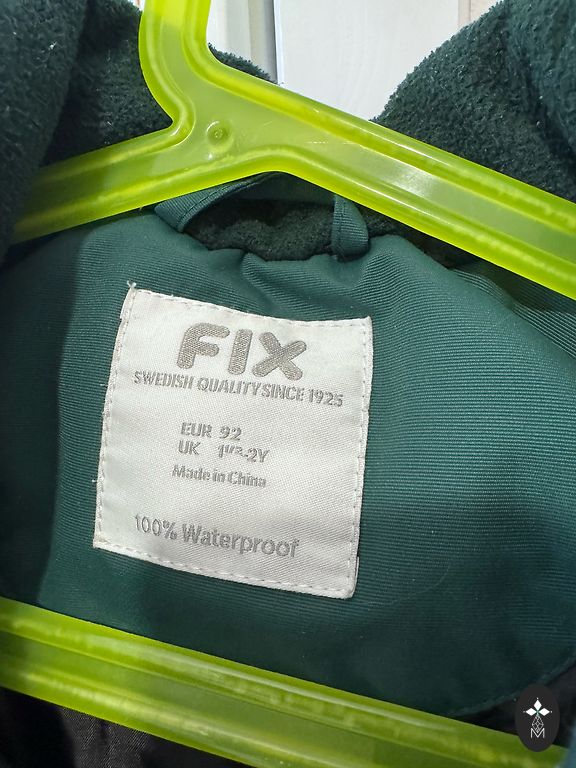 FIX
SWEDISH QUALITY SINCE 1925
EUR 92
UK 1½-2Y
Made in China
100% Waterproof
M